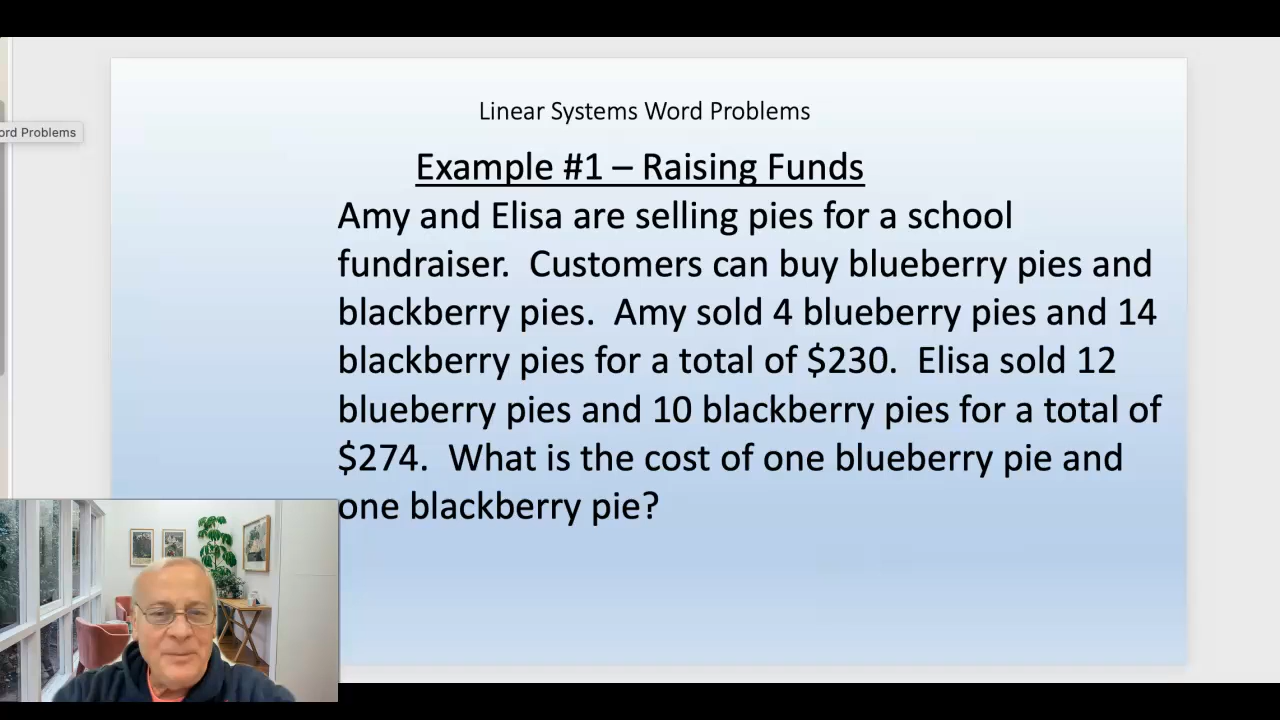 Linear Systems Word Problems
ord Problems
Example #1 – Raising Funds
Amy and Elisa are selling pies for a school
fundraiser. Customers can buy blueberry pies and
blackberry pies. Amy sold 4 blueberry pies and 14
blackberry pies for a total of $230. Elisa sold 12
blueberry pies and 10 blackberry pies for a total of
$274. What is the cost of one blueberry pie and
one blackberry pie?